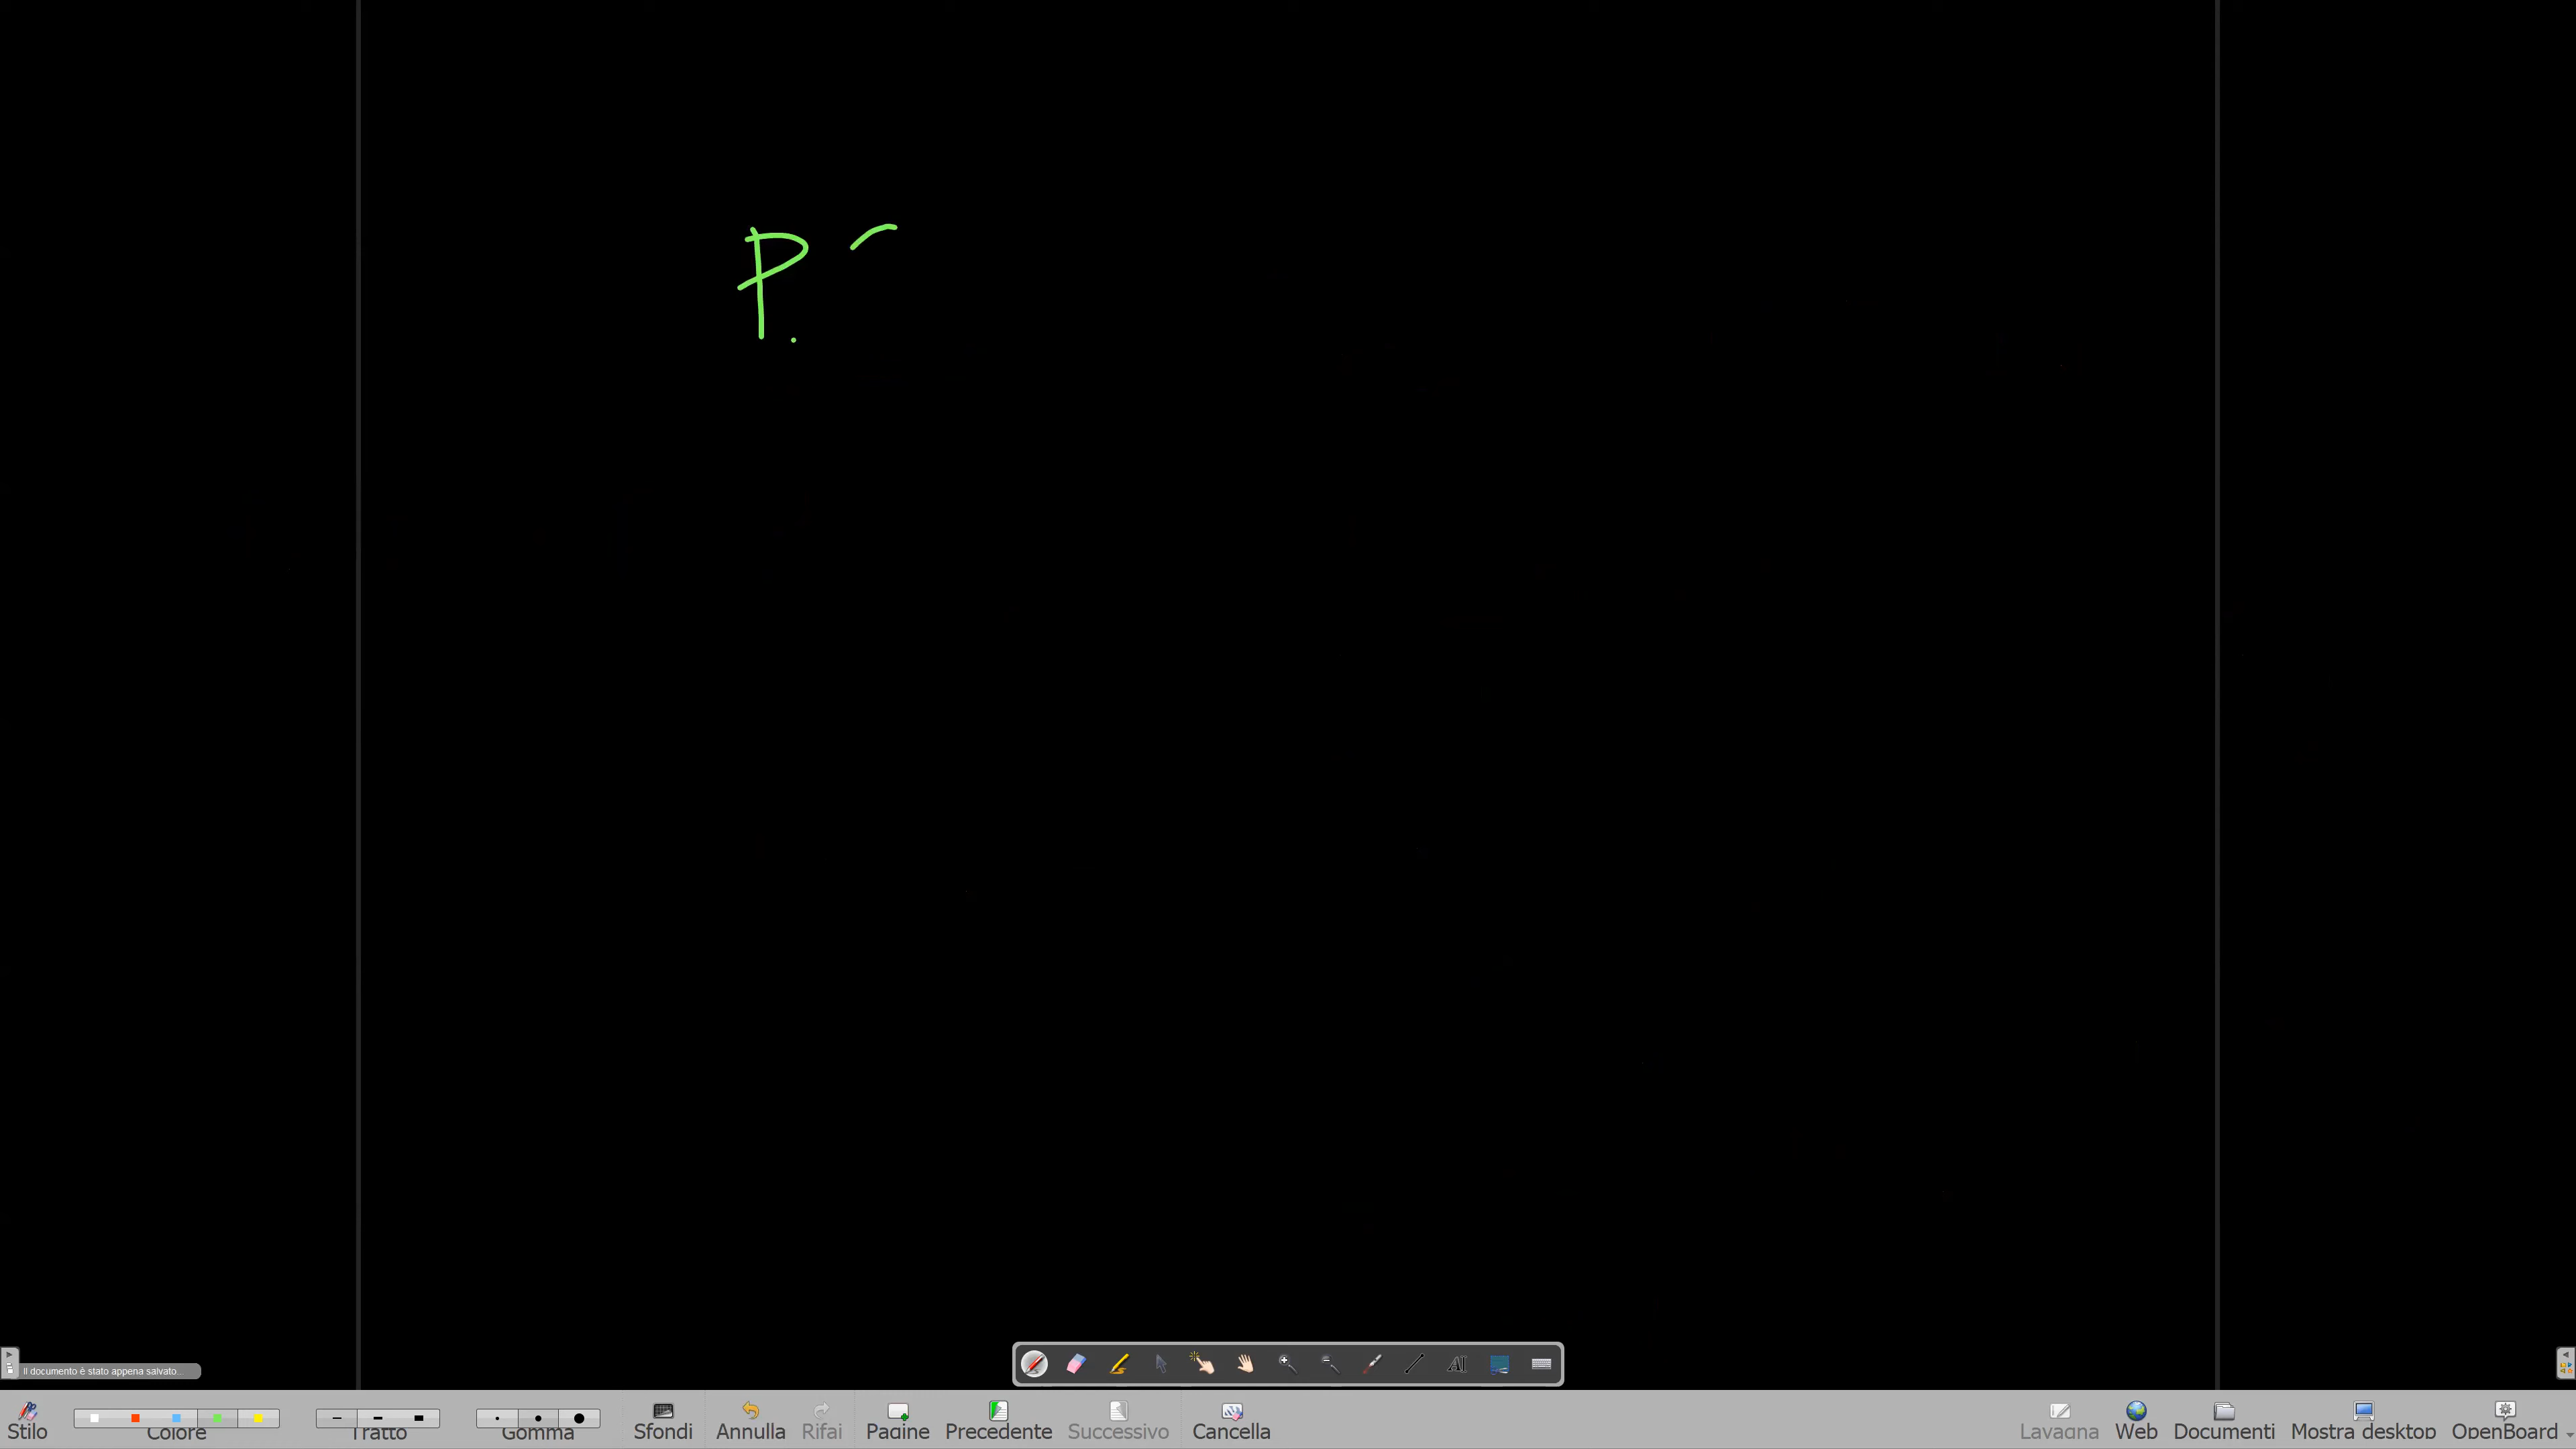 P.
Il documento è stato appena salvato...
Stilo Colore Tratto Gomma Sfondi Annulla Rifai Pagine Precedente Successivo Cancella Lavagna Web Documenti Mostra desktop OpenBoard